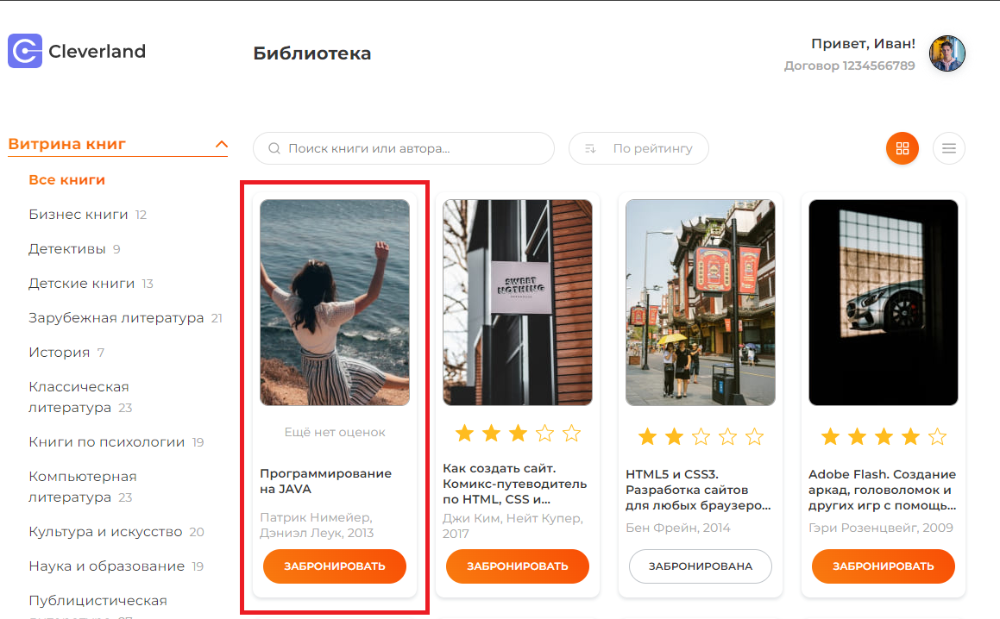 Cleverland
Библиотека
Привет, Иван!
Договор 1234566789
Витрина книг
Все книги
Бизнес книги 12
Детективы 9
Детские книги 13
Зарубежная литература 21
История 7
Классическая
литература 23
Книги по психологии 19
Компьютерная
литература 23
Культура и искусство 20
Наука и образование 19
Публицистическая
Поиск книги или автора...
По рейтингу
Ещё нет оценок
Программирование
на JAVA
Патрик Нимейер,
Дэниэл Леук, 2013
ЗАБРОНИРОВАТЬ
SWEET
NOTHING
Как создать сайт.
Комикс-путеводитель
по HTML, CSS и...
Джи Ким, Нейт Купер,
2017
ЗАБРОНИРОВАТЬ
HTML5 и CSS3.
Разработка сайтов
для любых браузеро...
Бен Фрейн, 2014
ЗАБРОНИРОВАНА
Adobe Flash. Создание
аркад, головоломок и
других игр с помощь...
Гэри Розенцвейг, 2009
ЗАБРОНИРОВАТЬ